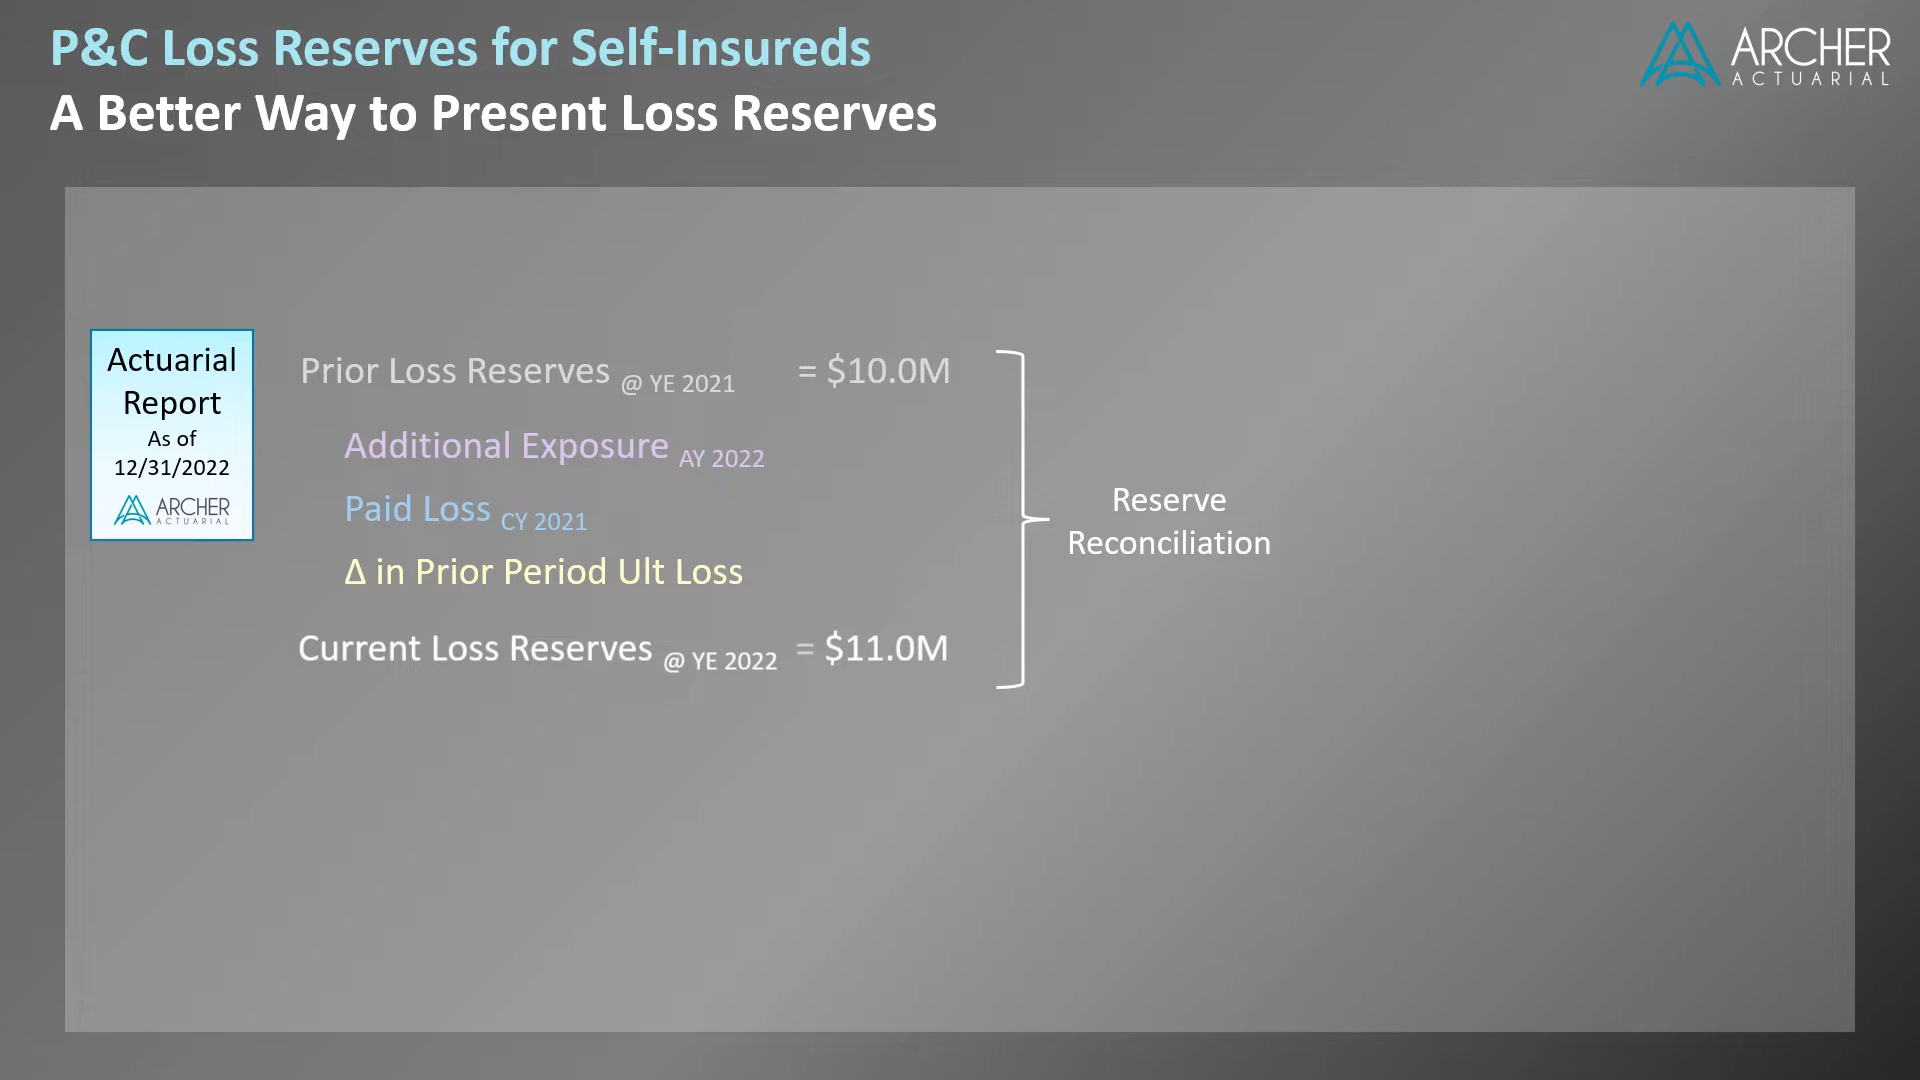 P&C Loss Reserves for Self-Insureds
A Better Way to Present Loss Reserves
ARCHER
ACTUARIAL
Actuarial
Report
As of
12/31/2022
ARCHER
ACTUARIAL
Prior Loss Reserves @ YE 2021 = $10.0M
Additional Exposure AY 2022
Paid Loss CY 2021
Δ in Prior Period Ult Loss
Current Loss Reserves @ YE 2022 = $11.0M
Reserve
Reconciliation